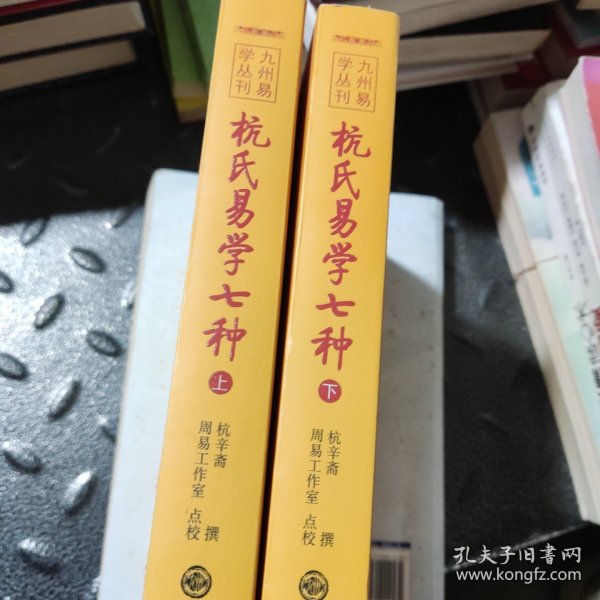 九州易
学丛刊
杭氏易学七种
上
杭辛斋 撰
周易工作室 点校
九州易
学丛刊
杭氏易学七种
下
杭辛斋 撰
周易工作室 点校
孔夫子旧书网
www.kongfz.com